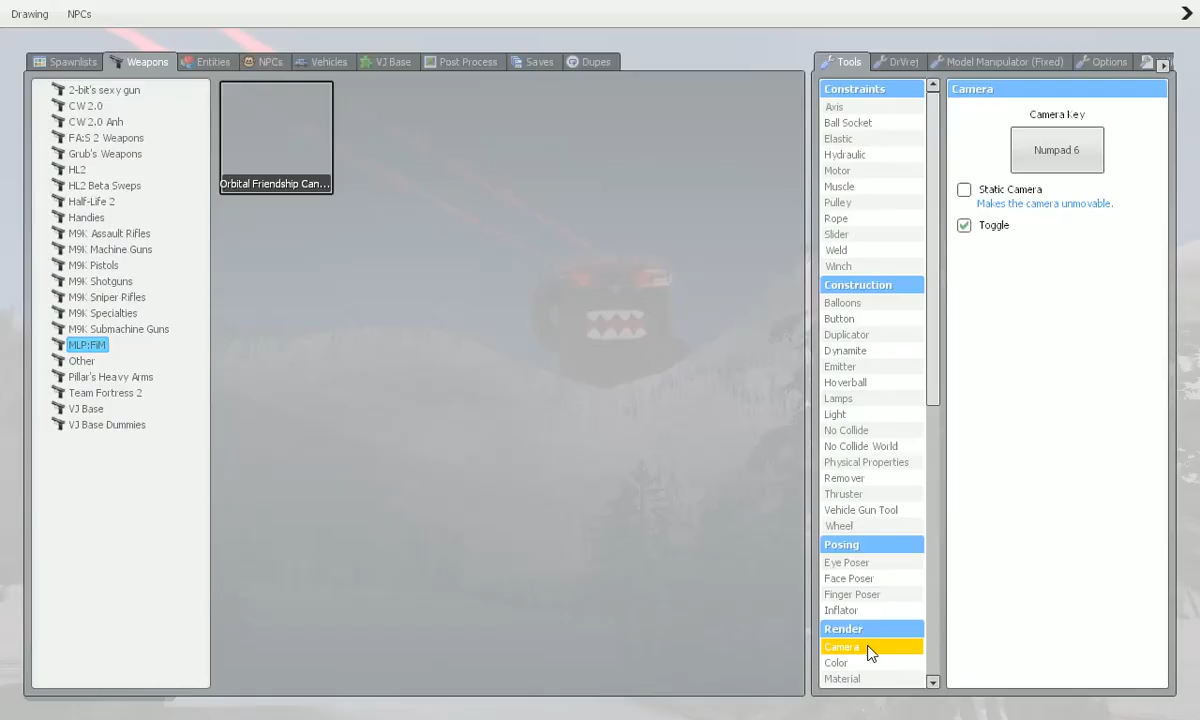 Drawing NPCs
Spawnlists Weapons Entities NPCs Vehicles VJ Base Post Process Saves Dupes
2-bit's sexy gun
CW 2.0
CW 2.0 Anh
FA:S 2 Weapons
Grub's Weapons
HL2
HL2 Beta Sweps
Half-Life 2
Handies
M9K Assault Rifles
M9K Machine Guns
M9K Pistols
M9K Shotguns
M9K Sniper Rifles
M9K Specialties
M9K Submachine Guns
MLP:FiM
Other
Pillar's Heavy Arms
Team Fortress 2
VJ Base
VJ Base Dummies
Orbital Friendship Can...
Tools DrVrej Model Manipulator (Fixed) Options
Constraints
Axis
Ball Socket
Elastic
Hydraulic
Motor
Muscle
Pulley
Rope
Slider
Weld
Winch
Construction
Balloons
Button
Duplicator
Dynamite
Emitter
Hoverball
Lamps
Light
No Collide
No Collide World
Physical Properties
Remover
Thruster
Vehicle Gun Tool
Wheel
Posing
Eye Poser
Face Poser
Finger Poser
Inflator
Render
Camera
Color
Material
Camera
Camera Key
Numpad 6
Static Camera
Makes the camera unmovable.
Toggle